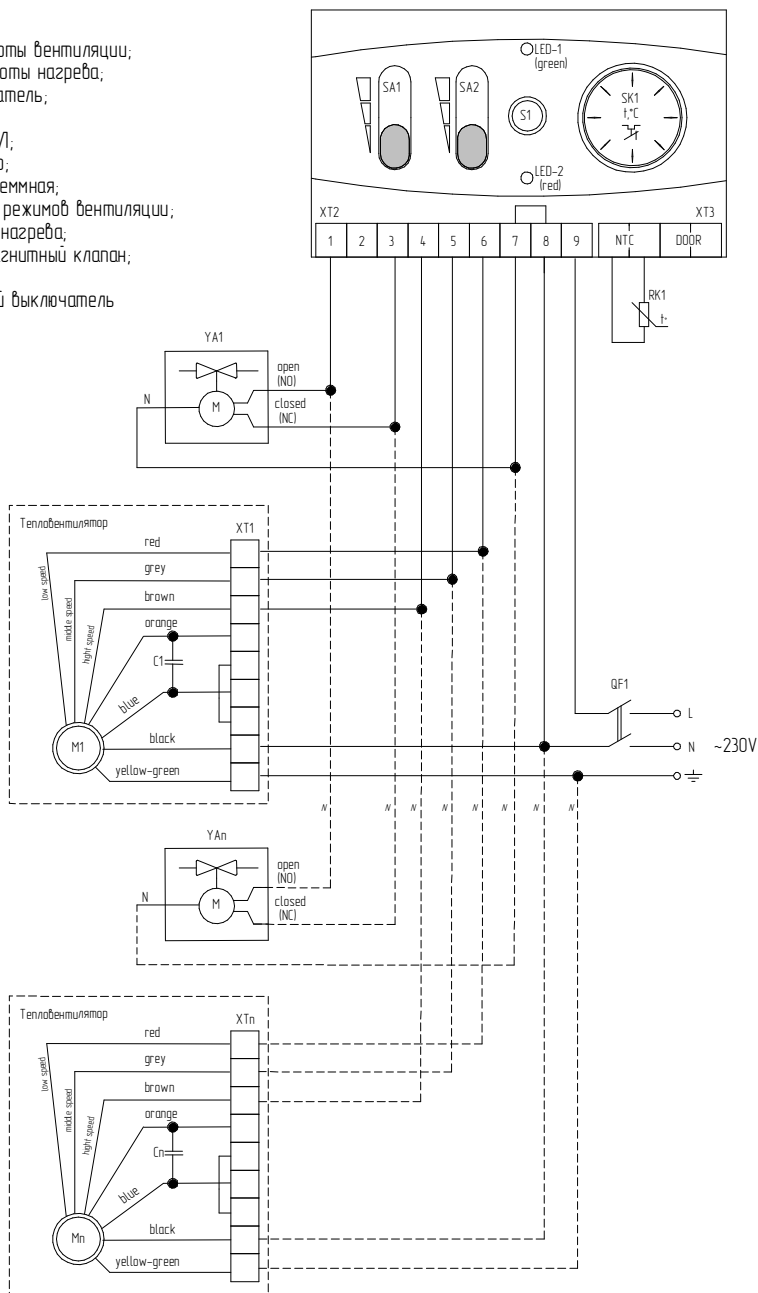 оты вентиляции;
оты нагрева;
атель;
Л;
р;
еммная;
режимов вентиляции;
нагрева;
гнитный клапан;
й выключатель
LED-1
(green)
SA1
SA2
S1
SK1
t,°C
LED-2
(red)
XT2
XT3
1 2 3 4 5 6 7 8 9 NTC DOOR
RK1
t°
YA1
open
(NO)
N
M
closed
(NC)
Тепловентилятор
XT1
red
low speed
grey
middle speed
brown
hight speed
orange
C1
blue
M1
black
yellow-green
QF1
L
N
~230V
N N N N N N N N
YAn
open
(NO)
N
M
closed
(NC)
Тепловентилятор
XTn
red
low speed
grey
middle speed
brown
hight speed
orange
Cn
blue
Mn
black
yellow-green